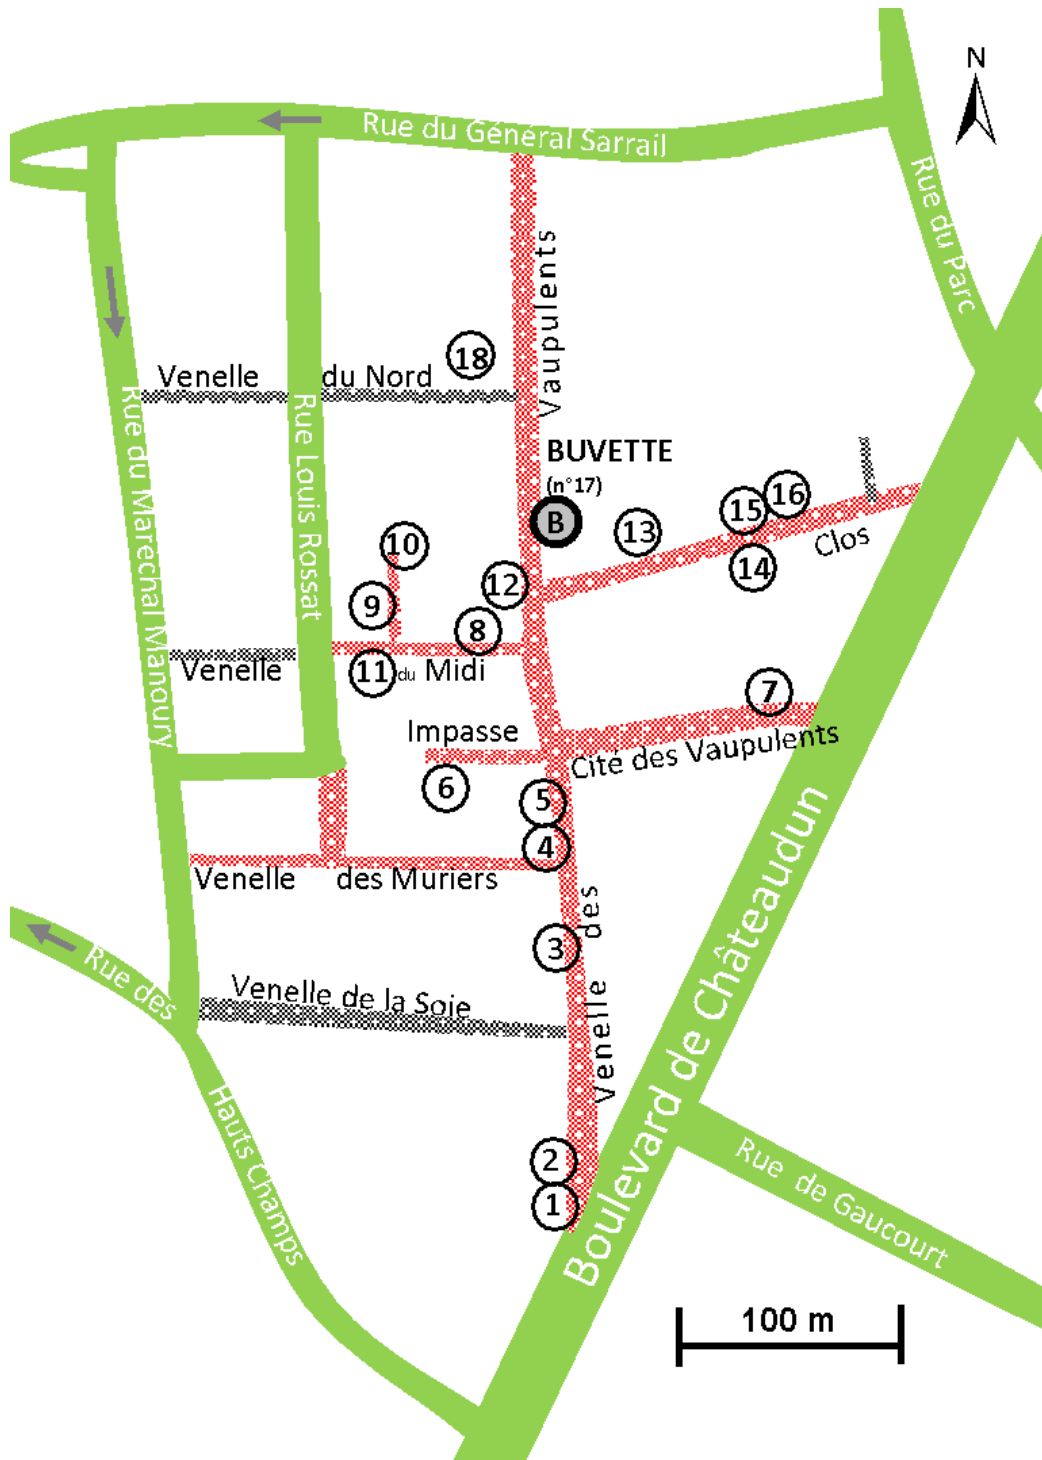 N
Rue du Général Sarrail
Rue du Parc
Vaupulents
18
Venelle du Nord
Rue du Marechal Manoury
Rue Louis Rossat
BUVETTE
(n°17)
B
16
15
13
14
Clos
10
12
9
8
11
Venelle du Midi
7
Impasse
Cité des Vaupulents
6
5
4
Venelle des Muriers
Venelle des
3
Rue des Hauts Champs
Venelle de la Soie
Boulevard de Châteaudun
2
1
Rue de Gaucourt
100 m